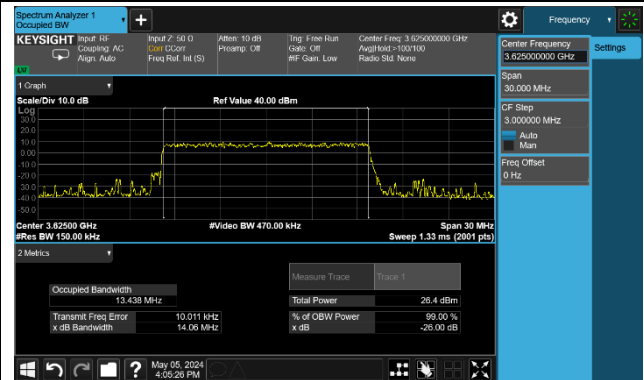 Spectrum Analyzer 1
Occupied BW
Frequency
KEYSIGHT
Input: RF
Coupling: AC
Align: Auto
Input Z: 50 Ω
Corr CCorr
Freq Ref: Int (S)
Atten: 10 dB
Preamp: Off
Trig: Free Run
Gate: Off
#IF Gain: Low
Center Freq: 3.625000000 GHz
Avg|Hold:>100/100
Radio Std: None
Center Frequency
3.625000000 GHz
Settings
Span
30.000 MHz
CF Step
3.000000 MHz
Auto
Man
Freq Offset
0 Hz
1 Graph
Scale/Div 10.0 dB
Ref Value 40.00 dBm
Log
30.0
20.0
10.0
0.00
-10.0
-20.0
-30.0
-40.0
-50.0
Center 3.62500 GHz
#Video BW 470.00 kHz
Span 30 MHz
#Res BW 150.00 kHz
Sweep 1.33 ms (2001 pts)
2 Metrics
Measure Trace
Trace 1
Occupied Bandwidth
13.438 MHz
Total Power
26.4 dBm
Transmit Freq Error
10.011 kHz
% of OBW Power
99.00 %
x dB Bandwidth
14.06 MHz
x dB
-26.00 dB
May 05, 2024
4:05:26 PM